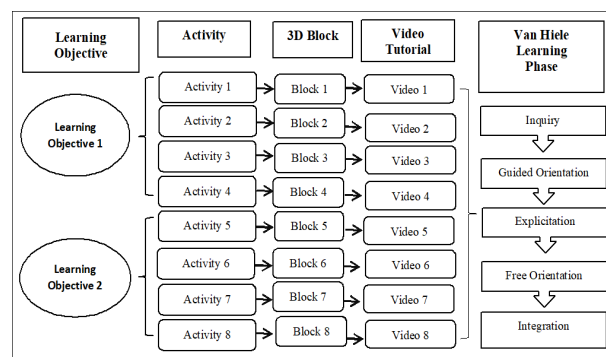 Learning
Objective
Activity
3D Block
Video
Tutorial
Van Hiele
Learning
Phase
Learning
Objective 1
Activity 1
Block 1
Video 1
Activity 2
Block 2
Video 2
Activity 3
Block 3
Video 3
Activity 4
Block 4
Video 4
Learning
Objective 2
Activity 5
Block 5
Video 5
Activity 6
Block 6
Video 6
Activity 7
Block 7
Video 7
Activity 8
Block 8
Video 8
Inquiry
Guided Orientation
Explicitation
Free Orientation
Integration